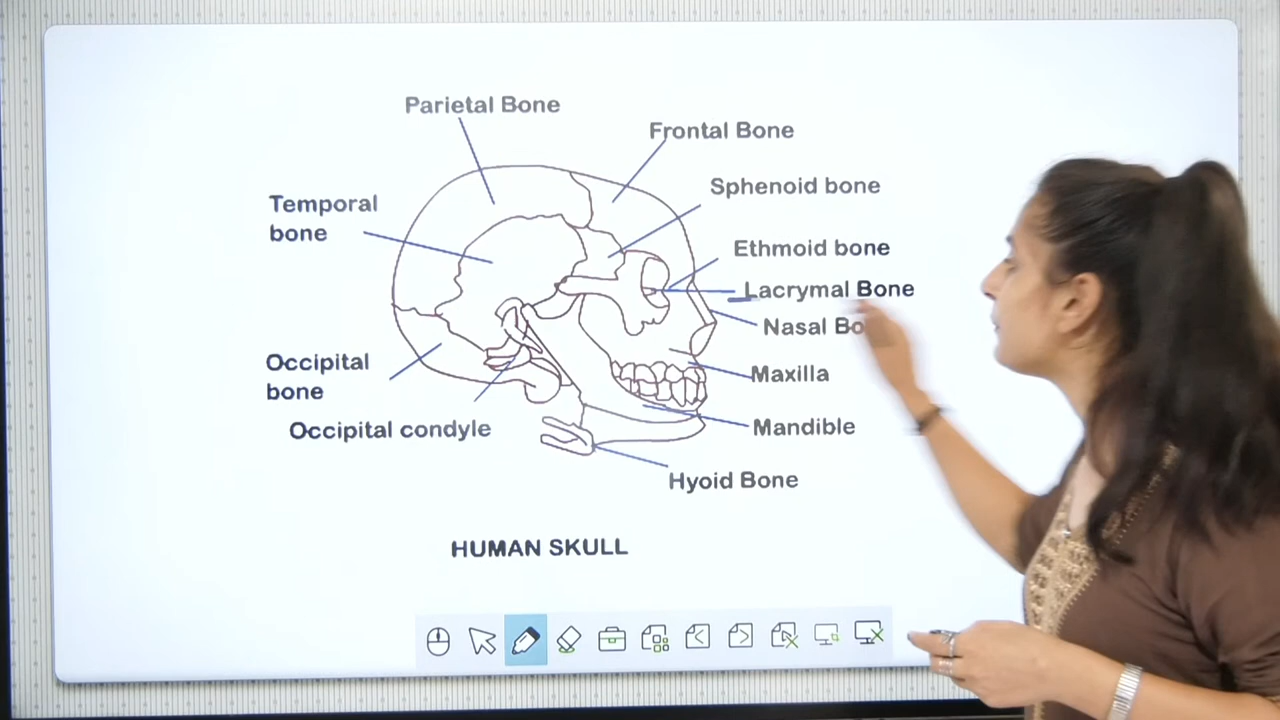 Parietal Bone
Frontal Bone
Sphenoid bone
Temporal
bone
Ethmoid bone
Lacrymal Bone
Nasal
Occipital
bone
Maxilla
Occipital condyle
Mandible
Hyoid Bone
HUMAN SKULL